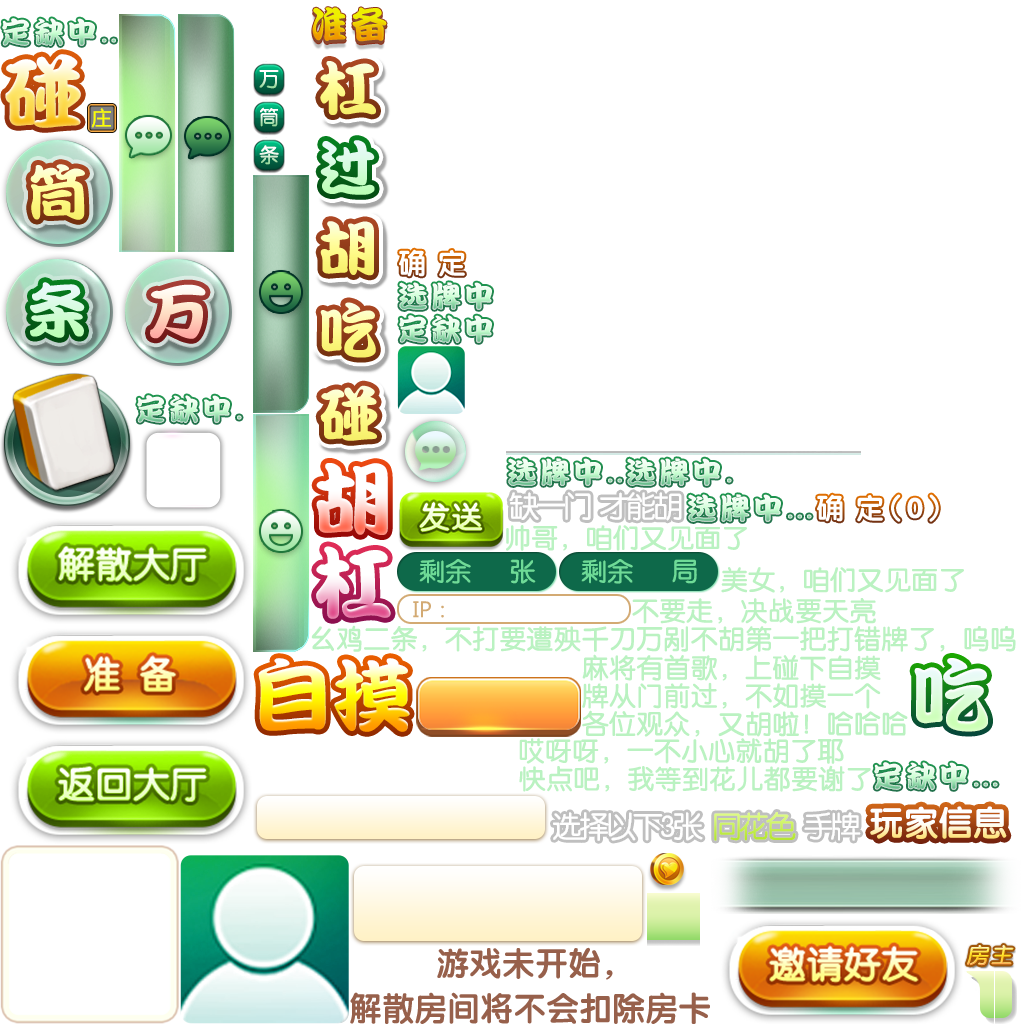 定缺中..
碰
庄
筒
条
万
定缺中.
解散大厅
准 备
返回大厅
万
筒
条
准备
杠
过
胡
吃
碰
胡
杠
自摸
确 定
选牌中
定缺中
选牌中..选牌中.
发送
缺一门 才能胡
选牌中...
确 定(0)
帅哥，咱们又见面了
剩余 张
剩余 局
美女，咱们又见面了
IP：
不要走，决战要天亮
幺鸡二条，不打要遭殃千刀万剐不胡第一把打错牌了，呜呜
麻将有首歌，上碰下自摸
牌从门前过，不如摸一个
各位观众，又胡啦！哈哈哈
吃
哎呀呀，一不小心就胡了耶
快点吧，我等到花儿都要谢了
定缺中...
选择以下3张 同花色 手牌
玩家信息
游戏未开始，
解散房间将不会扣除房卡
邀请好友
房主